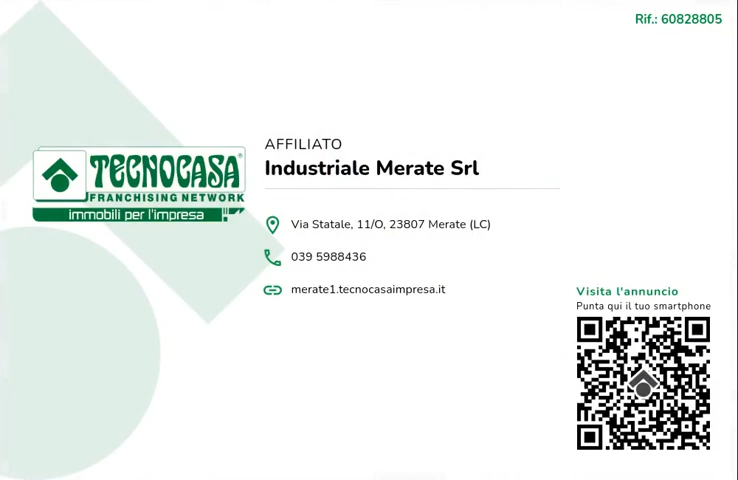 Rif.: 60828805
TECNOCASA®
FRANCHISING NETWORK
immobili per l'impresa
AFFILIATO
Industriale Merate Srl
Via Statale, 11/O, 23807 Merate (LC)
039 5988436
merate1.tecnocasaimpresa.it
Visita l'annuncio
Punta qui il tuo smartphone